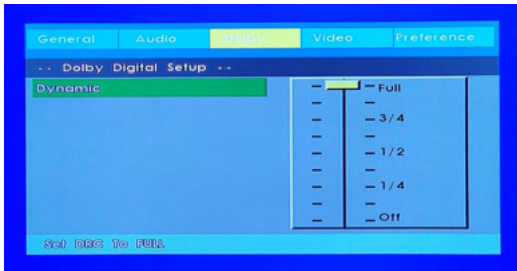 General Audio Dolby Video Preference
-- Dolby Digital Setup --
Dynamic
Full
3/4
1/2
1/4
Off
Set DRC To FULL